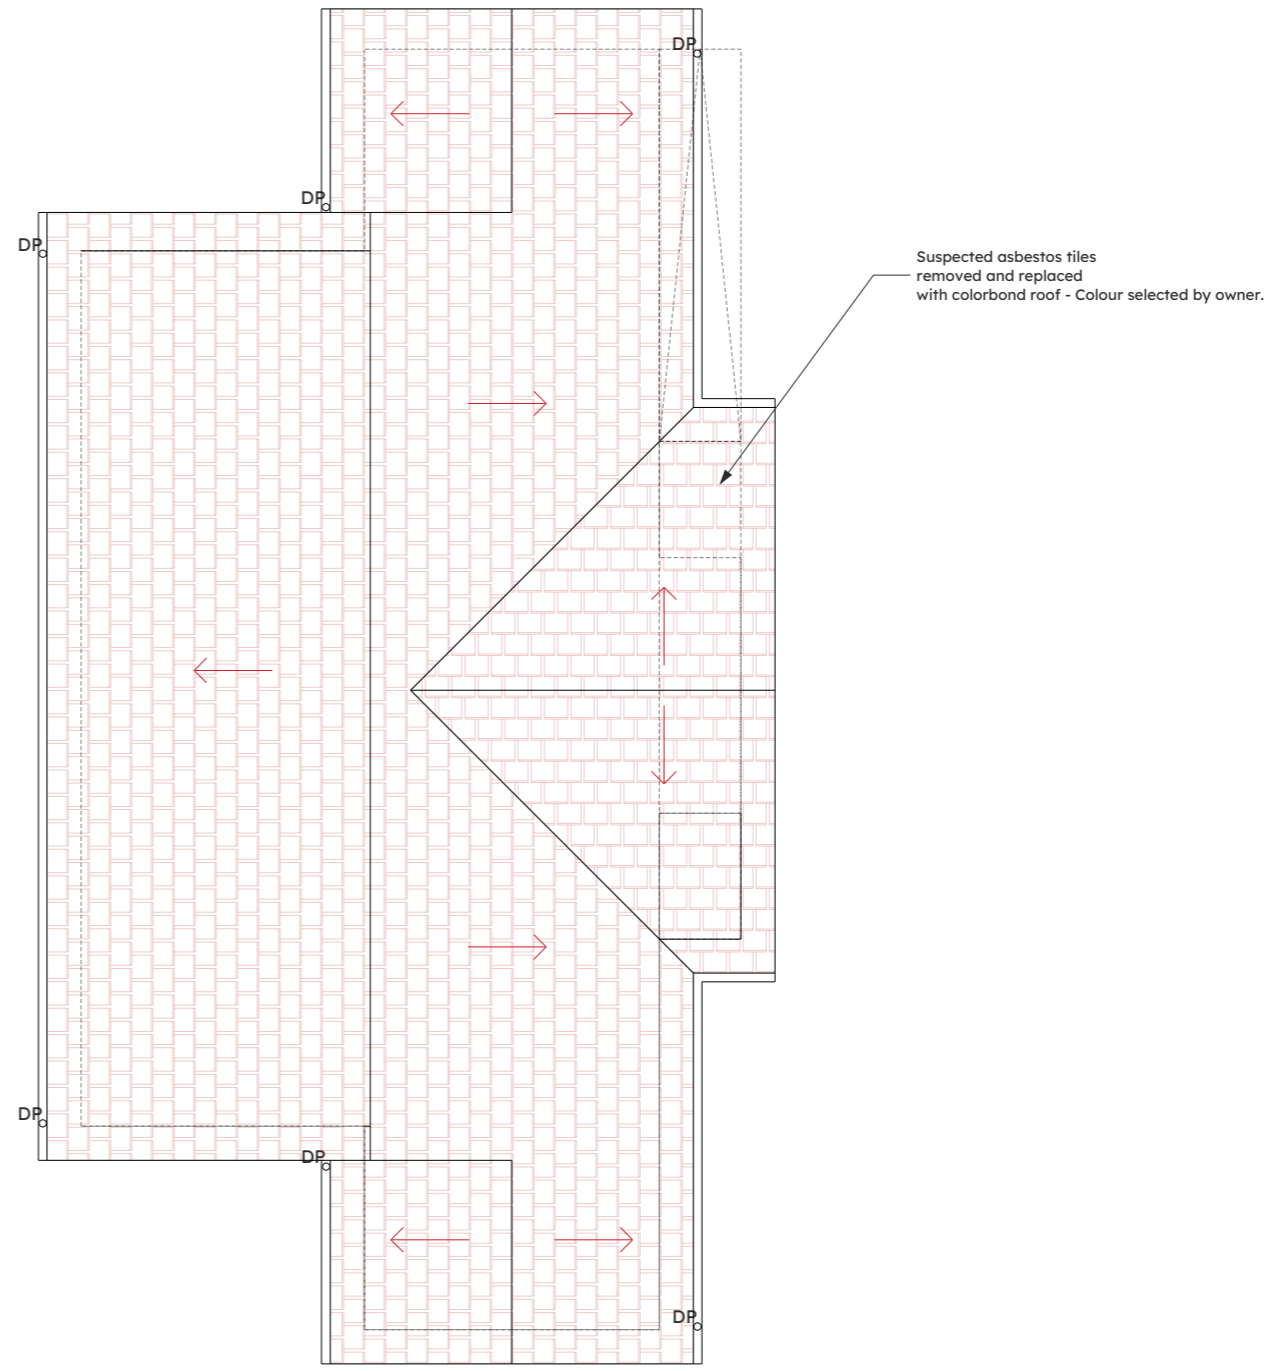 DP
DP
DP
Suspected asbestos tiles
removed and replaced
with colorbond roof - Colour selected by owner.
DP
DP
DP